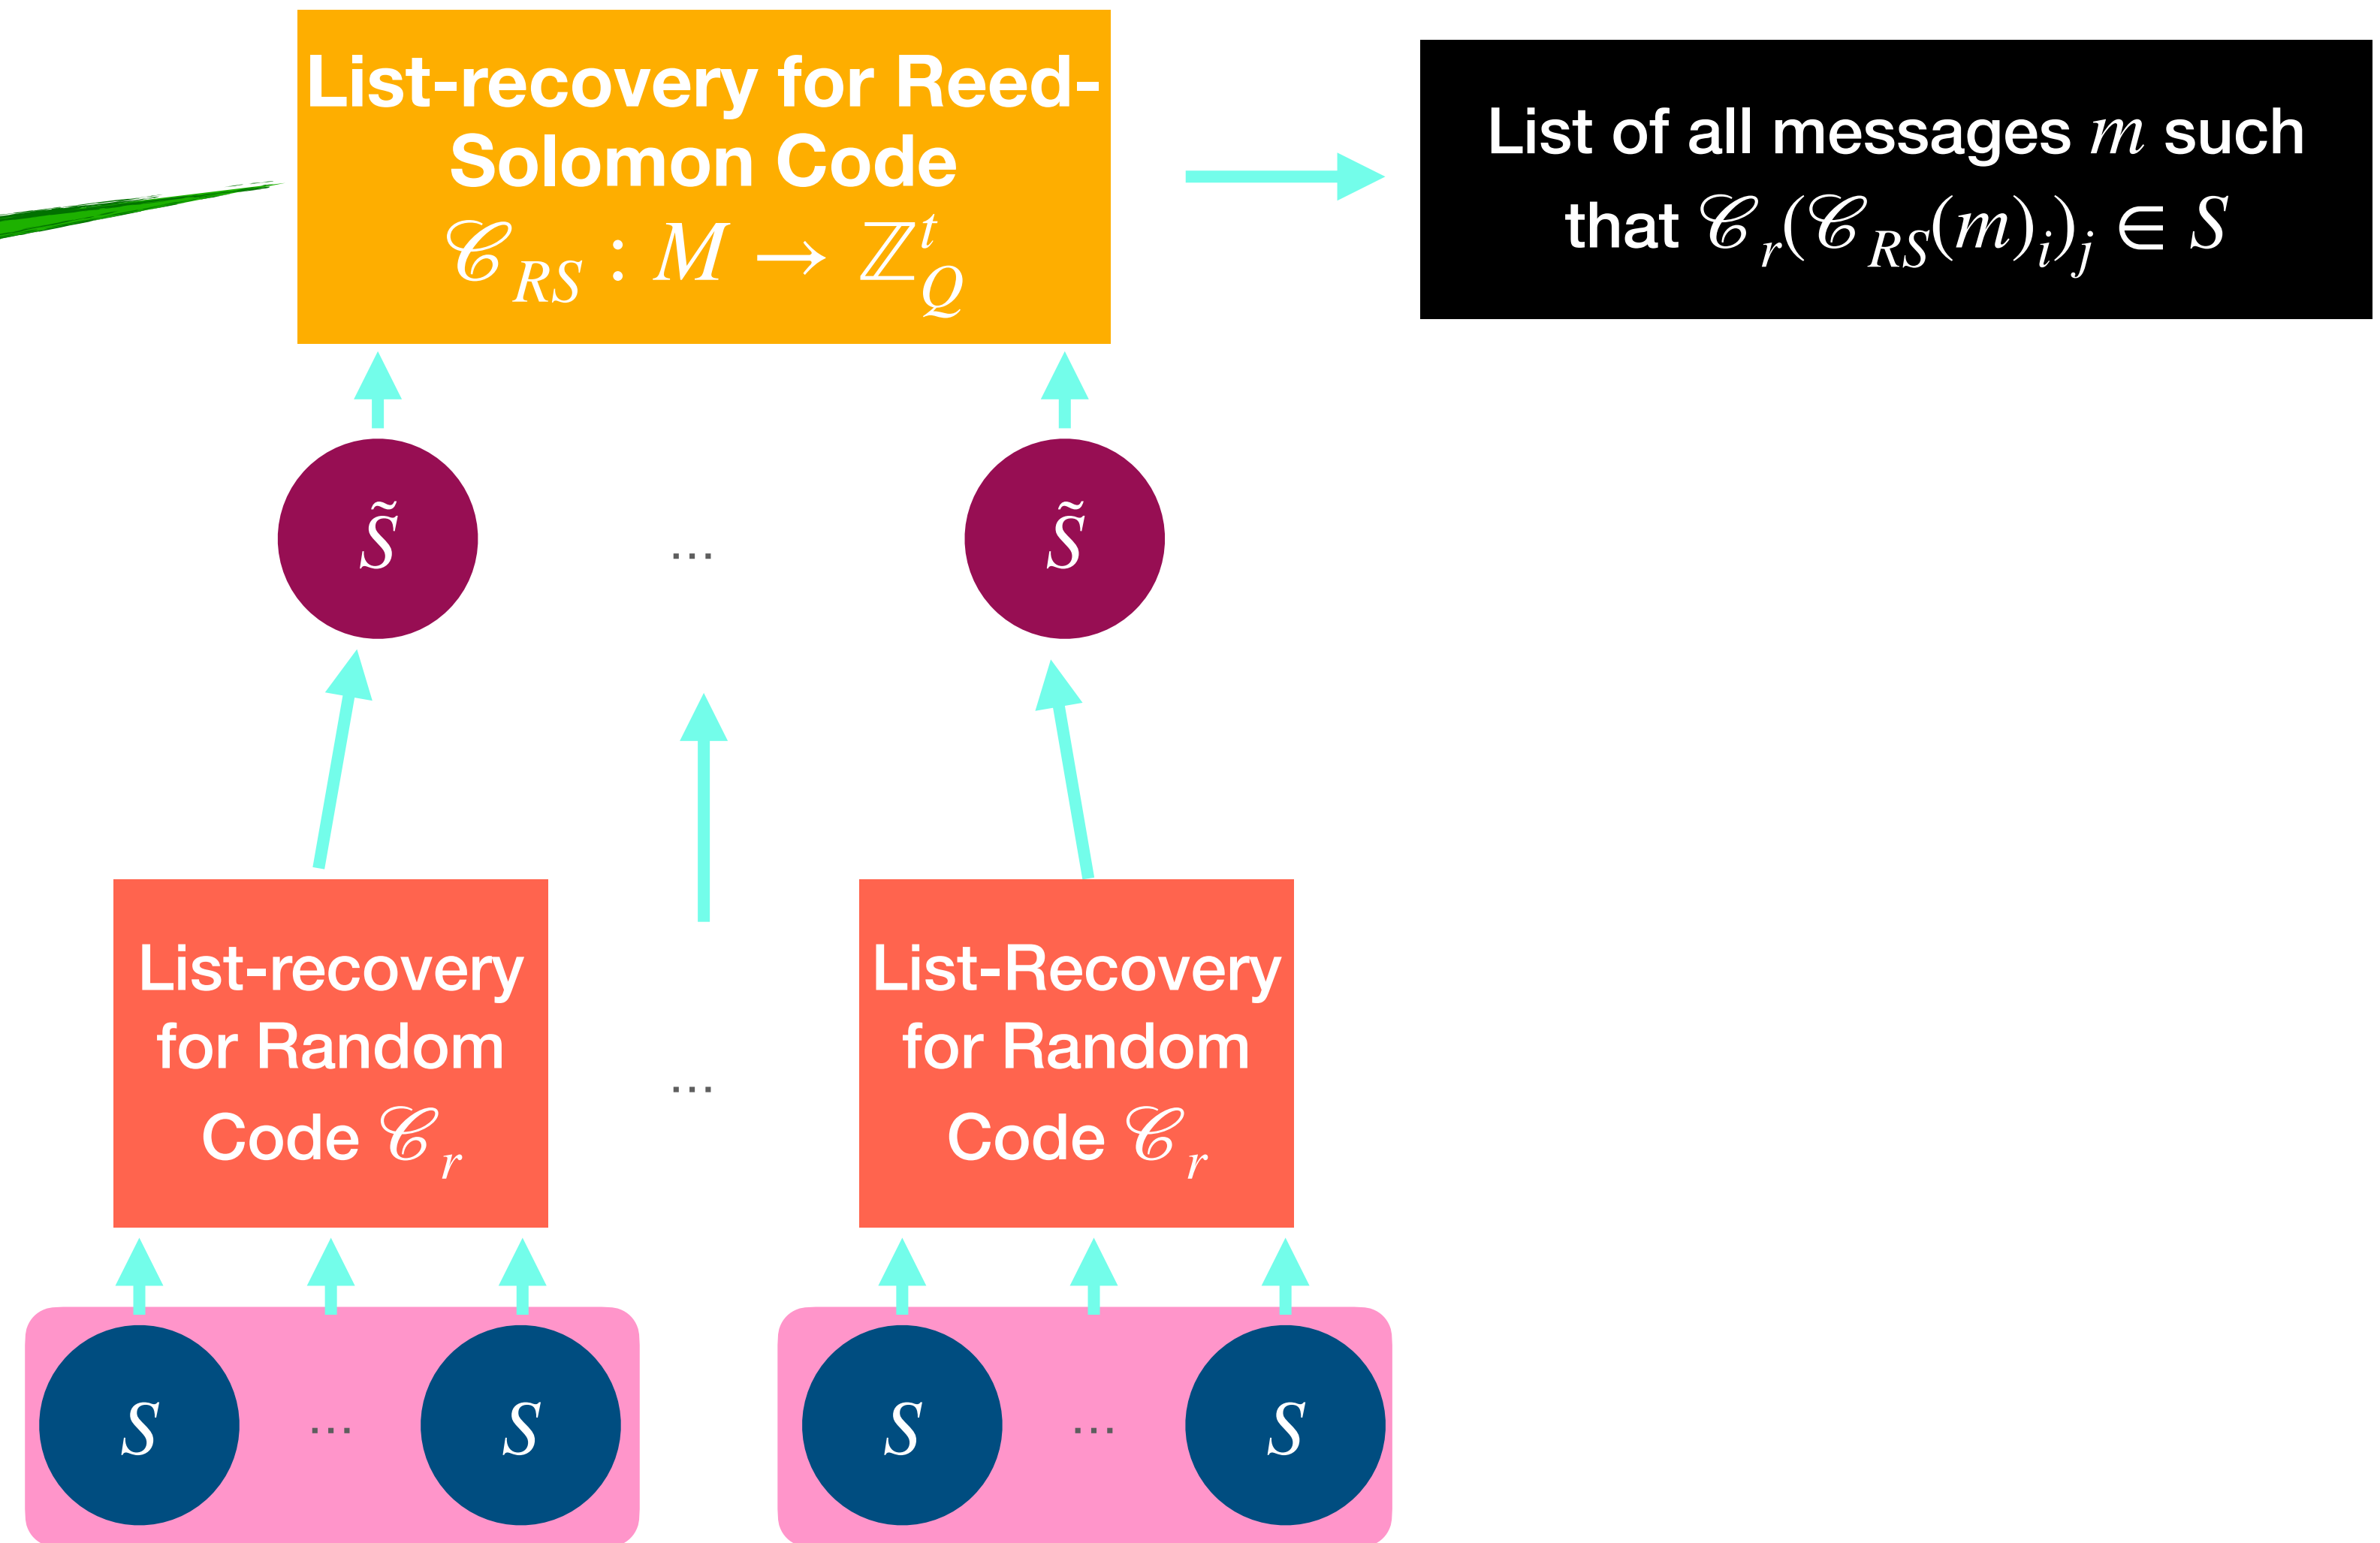 List-recovery for Reed-
Solomon Code
𝒞_RS : M → ℤ_Q^t
List of all messages m such
that 𝒞_r(𝒞_RS(m)_i)_j ∈ S
S̃ ... S̃
List-recovery
for Random
Code 𝒞_r
...
List-Recovery
for Random
Code 𝒞_r
S ... S
S ... S